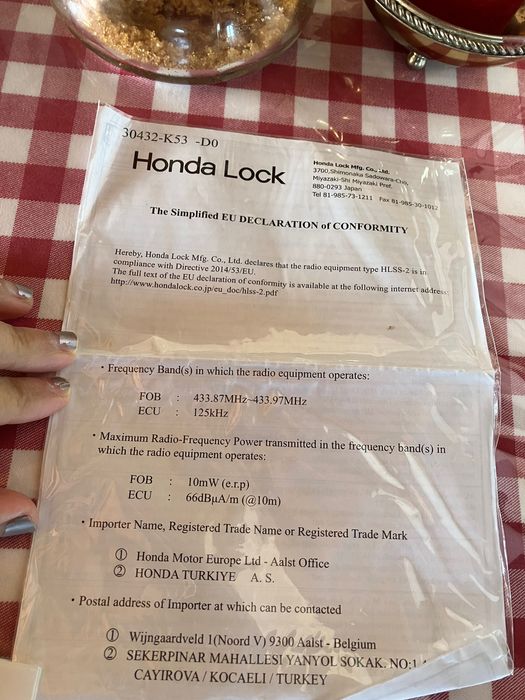 30432-K53 -D0
Honda Lock
Honda Lock Mfg. Co., Ltd.
3700,Shimonaka Sadowara-Cho,
Miyazaki-Shi Miyazaki Pref.
880-0293 Japan
Tel 81-985-73-1211 Fax 81-985-30-1012
The Simplified EU DECLARATION of CONFORMITY
Hereby, Honda Lock Mfg. Co., Ltd. declares that the radio equipment type HLSS-2 is in
compliance with Directive 2014/53/EU.
The full text of the EU declaration of conformity is available at the following internet address:
http://www.hondalock.co.jp/eu_doc/hlss-2.pdf
・Frequency Band(s) in which the radio equipment operates:
FOB : 433.87MHz~433.97MHz
ECU : 125kHz
・Maximum Radio-Frequency Power transmitted in the frequency band(s) in
which the radio equipment operates:
FOB : 10mW (e.r.p)
ECU : 66dBμA/m (@10m)
・Importer Name, Registered Trade Name or Registered Trade Mark
① Honda Motor Europe Ltd - Aalst Office
② HONDA TURKIYE A. S.
・Postal address of Importer at which can be contacted
① Wijngaardveld 1(Noord V) 9300 Aalst - Belgium
② SEKERPINAR MAHALLESI YANYOL SOKAK. NO:1
CAYIROVA / KOCAELI / TURKEY